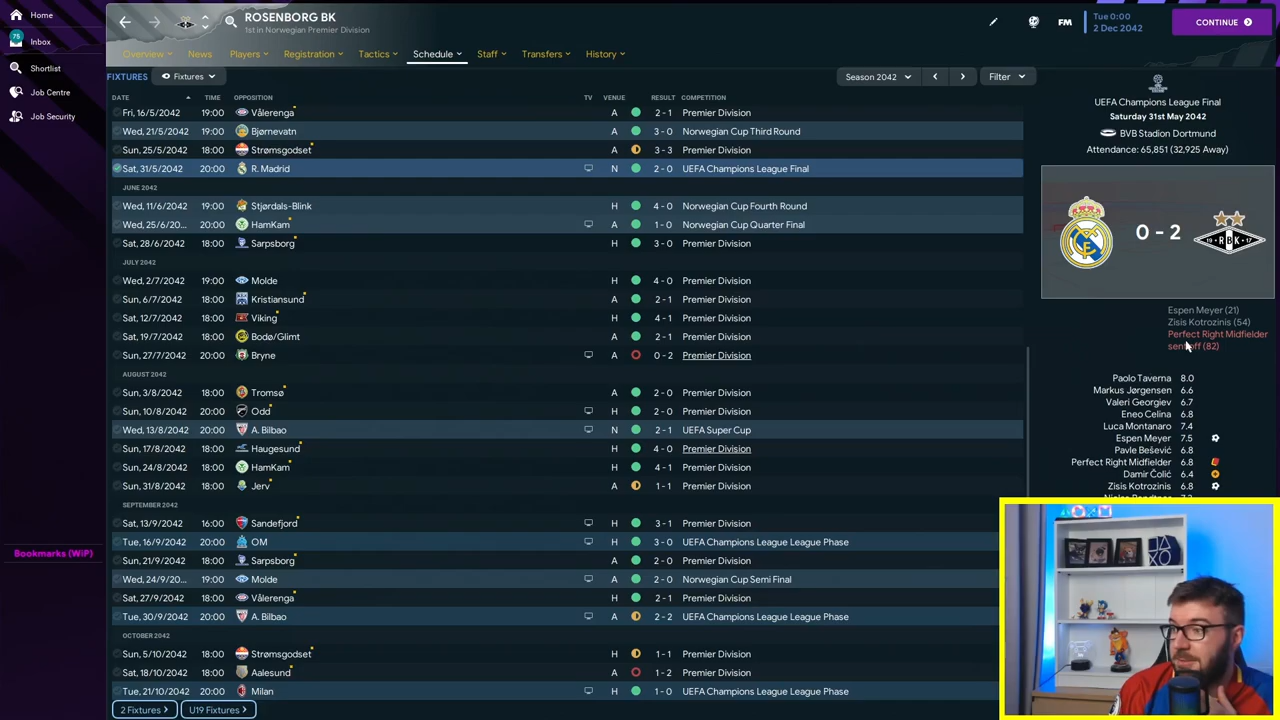 Home
75
Inbox
Shortlist
Job Centre
Job Security
Bookmarks (WiP)
ROSENBORG BK
1st in Norwegian Premier Division
FM
Tue 0:00
2 Dec 2042
CONTINUE
Overview
News
Players
Registration
Tactics
Schedule
Staff
Transfers
History
FIXTURES
Fixtures
Season 2042
Filter
DATE TIME OPPOSITION TV VENUE RESULT COMPETITION
Fri, 16/5/2042 19:00 Vålerenga A 2 - 1 Premier Division
Wed, 21/5/2042 19:00 Bjørnevatn A 3 - 0 Norwegian Cup Third Round
Sun, 25/5/2042 18:00 Strømsgodset A 3 - 3 Premier Division
Sat, 31/5/2042 20:00 R. Madrid N 2 - 0 UEFA Champions League Final
JUNE 2042
Wed, 11/6/2042 19:00 Stjørdals-Blink H 4 - 0 Norwegian Cup Fourth Round
Wed, 25/6/20... 18:00 HamKam A 1 - 0 Norwegian Cup Quarter Final
Sat, 28/6/2042 18:00 Sarpsborg H 3 - 0 Premier Division
JULY 2042
Wed, 2/7/2042 19:00 Molde H 4 - 0 Premier Division
Sun, 6/7/2042 18:00 Kristiansund A 2 - 1 Premier Division
Sat, 12/7/2042 18:00 Viking H 4 - 1 Premier Division
Sat, 19/7/2042 18:00 Bodø/Glimt A 2 - 1 Premier Division
Sun, 27/7/2042 20:00 Bryne A 0 - 2 Premier Division
AUGUST 2042
Sun, 3/8/2042 18:00 Tromsø A 2 - 0 Premier Division
Sun, 10/8/2042 20:00 Odd H 2 - 0 Premier Division
Wed, 13/8/2042 20:00 A. Bilbao N 2 - 1 UEFA Super Cup
Sun, 17/8/2042 18:00 Haugesund H 4 - 0 Premier Division
Sun, 24/8/2042 18:00 HamKam H 4 - 1 Premier Division
Sun, 31/8/2042 18:00 Jerv A 1 - 1 Premier Division
SEPTEMBER 2042
Sat, 13/9/2042 16:00 Sandefjord H 3 - 1 Premier Division
Tue, 16/9/2042 20:00 OM H 3 - 0 UEFA Champions League League Phase
Sun, 21/9/2042 18:00 Sarpsborg A 2 - 0 Premier Division
Wed, 24/9/20... 19:00 Molde A 2 - 0 Norwegian Cup Semi Final
Sat, 27/9/2042 18:00 Vålerenga H 2 - 1 Premier Division
Tue, 30/9/2042 20:00 A. Bilbao A 2 - 2 UEFA Champions League League Phase
OCTOBER 2042
Sun, 5/10/2042 18:00 Strømsgodset H 1 - 1 Premier Division
Sat, 18/10/2042 18:00 Aalesund A 1 - 2 Premier Division
Tue, 21/10/2042 20:00 Milan H 1 - 0 UEFA Champions League League Phase
2 Fixtures
U19 Fixtures
UEFA Champions League Final
Saturday 31st May 2042
BVB Stadion Dortmund
Attendance: 65,851 (32,925 Away)
0 - 2
RBK
19 17
Espen Meyer (21)
Zisis Kotrozinis (54)
Perfect Right Midfielder
sent off (82)
Paolo Taverna 8.0
Markus Jørgensen 6.6
Valeri Georgiev 6.7
Eneo Celina 6.8
Luca Montanaro 7.4
Espen Meyer 7.5
Pavle Bešević 6.8
Perfect Right Midfielder 6.8
Damir Čolić 6.4
Zisis Kotrozinis 6.8